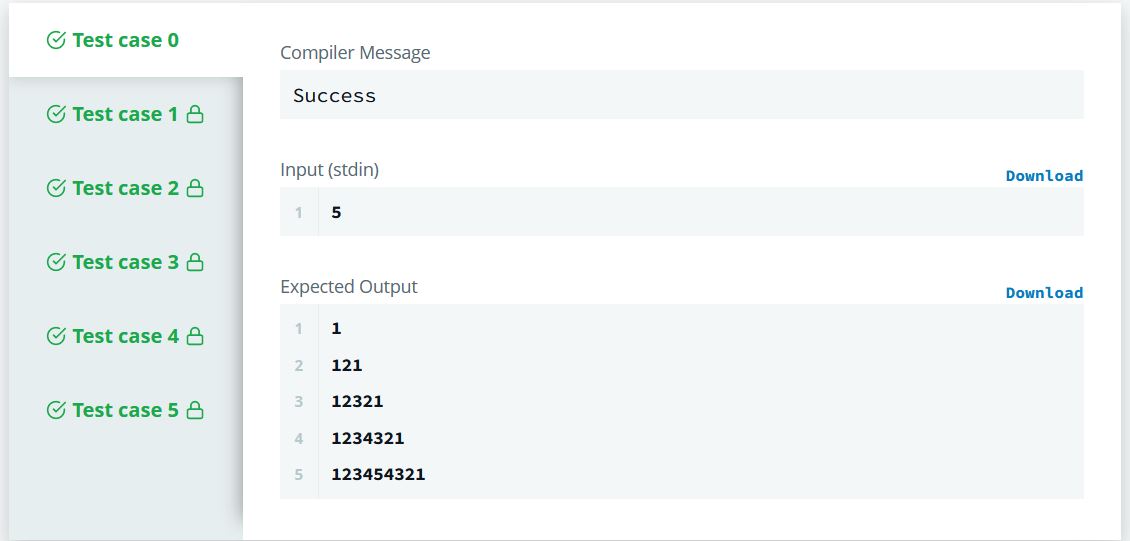 Test case 0
Test case 1
Test case 2
Test case 3
Test case 4
Test case 5
Compiler Message
Success
Input (stdin)
Download
1 5
Expected Output
Download
1 1
2 121
3 12321
4 1234321
5 123454321